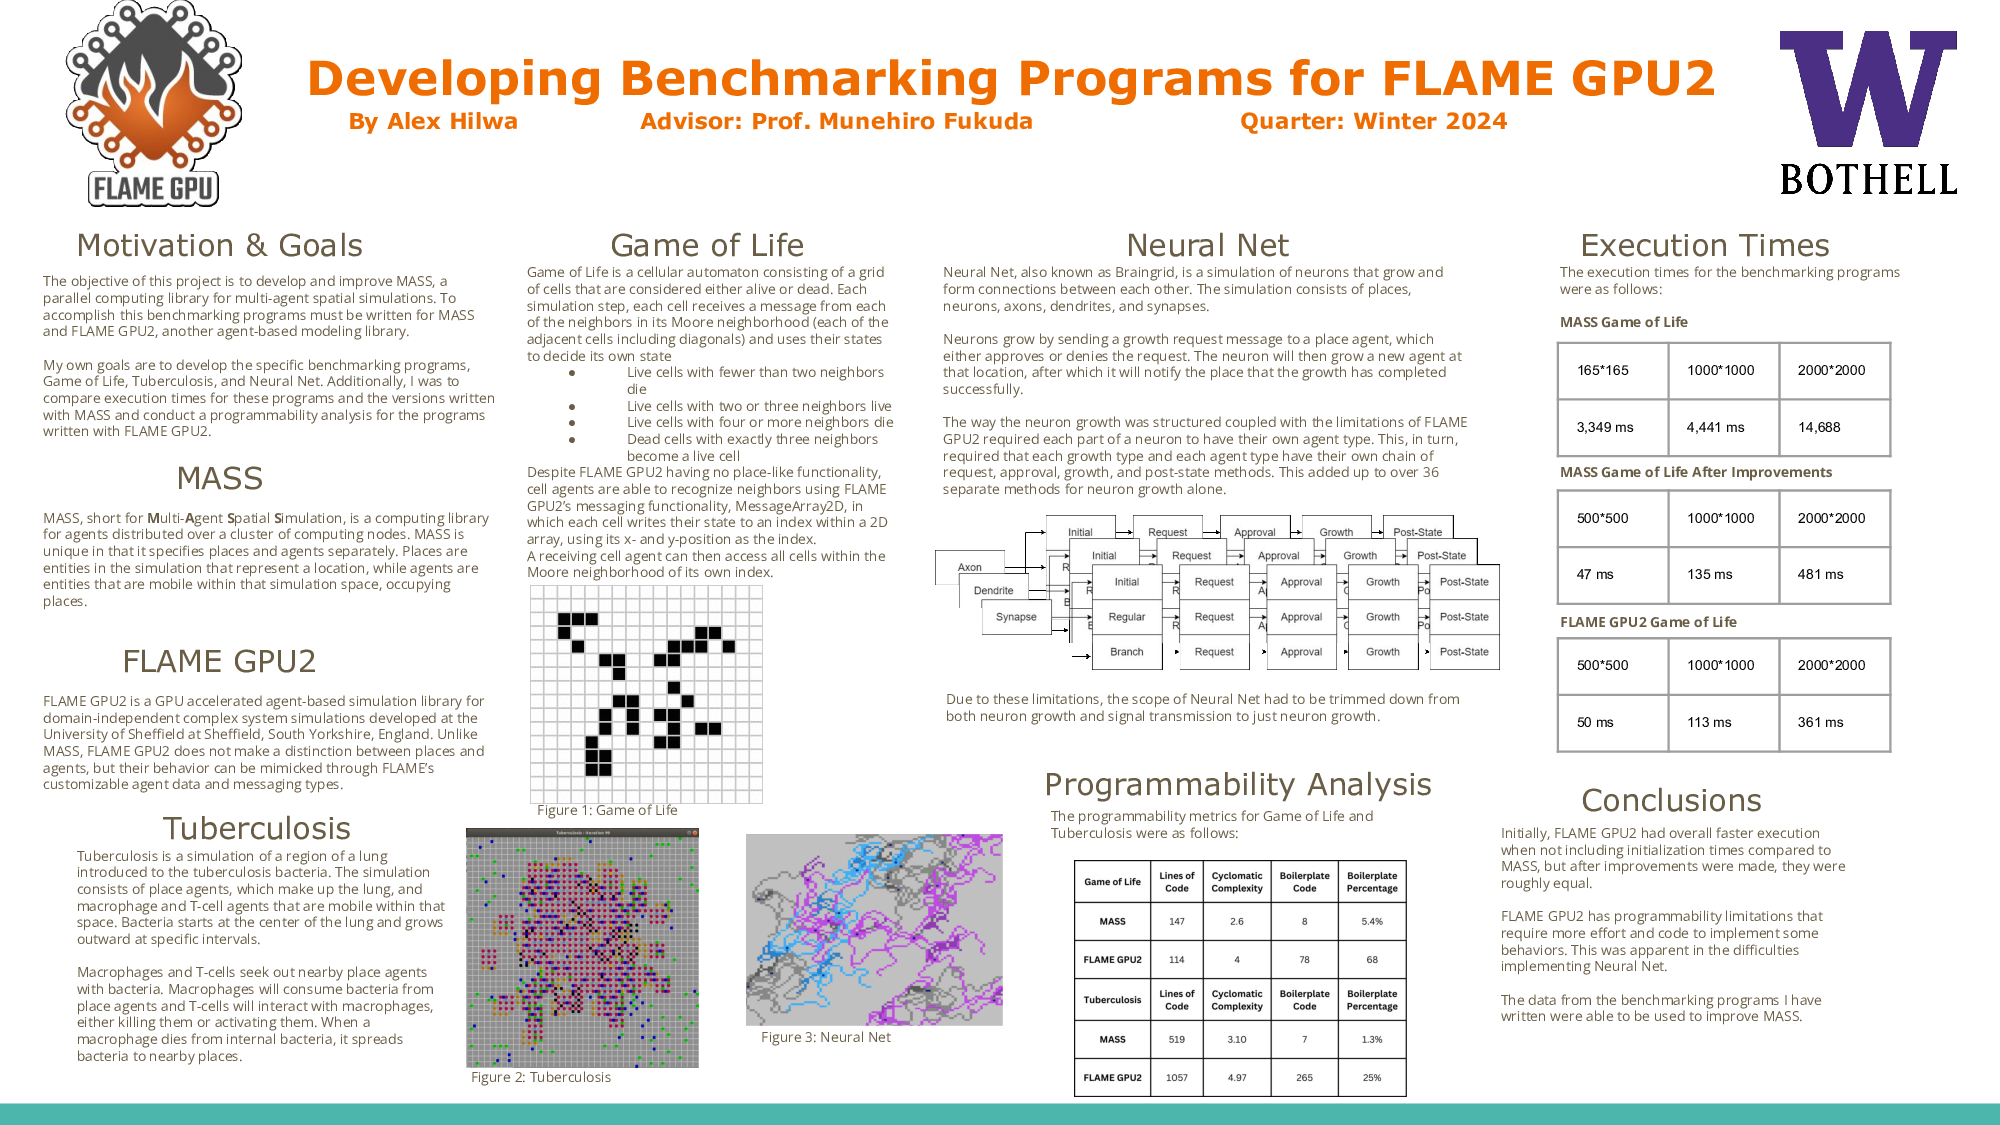 FLAME GPU
Developing Benchmarking Programs for FLAME GPU2
By Alex Hilwa Advisor: Prof. Munehiro Fukuda Quarter: Winter 2024
W
BOTHELL
Motivation & Goals
The objective of this project is to develop and improve MASS, a
parallel computing library for multi-agent spatial simulations. To
accomplish this benchmarking programs must be written for MASS
and FLAME GPU2, another agent-based modeling library.
My own goals are to develop the specific benchmarking programs,
Game of Life, Tuberculosis, and Neural Net. Additionally, I was to
compare execution times for these programs and the versions written
with MASS and conduct a programmability analysis for the programs
written with FLAME GPU2.
MASS
MASS, short for Multi-Agent Spatial Simulation, is a computing library
for agents distributed over a cluster of computing nodes. MASS is
unique in that it specifies places and agents separately. Places are
entities in the simulation that represent a location, while agents are
entities that are mobile within that simulation space, occupying
places.
FLAME GPU2
FLAME GPU2 is a GPU accelerated agent-based simulation library for
domain-independent complex system simulations developed at the
University of Sheffield at Sheffield, South Yorkshire, England. Unlike
MASS, FLAME GPU2 does not make a distinction between places and
agents, but their behavior can be mimicked through FLAME's
customizable agent data and messaging types.
Tuberculosis
Tuberculosis is a simulation of a region of a lung
introduced to the tuberculosis bacteria. The simulation
consists of place agents, which make up the lung, and
macrophage and T-cell agents that are mobile within that
space. Bacteria starts at the center of the lung and grows
outward at specific intervals.
Macrophages and T-cells seek out nearby place agents
with bacteria. Macrophages will consume bacteria from
place agents and T-cells will interact with macrophages,
either killing them or activating them. When a
macrophage dies from internal bacteria, it spreads
bacteria to nearby places.
Game of Life
Game of Life is a cellular automaton consisting of a grid
of cells that are considered either alive or dead. Each
simulation step, each cell receives a message from each
of the neighbors in its Moore neighborhood (each of the
adjacent cells including diagonals) and uses their states
to decide its own state
● Live cells with fewer than two neighbors
die
● Live cells with two or three neighbors live
● Live cells with four or more neighbors die
● Dead cells with exactly three neighbors
become a live cell
Despite FLAME GPU2 having no place-like functionality,
cell agents are able to recognize neighbors using FLAME
GPU2's messaging functionality, MessageArray2D, in
which each cell writes their state to an index within a 2D
array, using its x- and y-position as the index.
A receiving cell agent can then access all cells within the
Moore neighborhood of its own index.
Figure 1: Game of Life
Figure 2: Tuberculosis
Figure 3: Neural Net
Neural Net
Neural Net, also known as Braingrid, is a simulation of neurons that grow and
form connections between each other. The simulation consists of places,
neurons, axons, dendrites, and synapses.
Neurons grow by sending a growth request message to a place agent, which
either approves or denies the request. The neuron will then grow a new agent at
that location, after which it will notify the place that the growth has completed
successfully.
The way the neuron growth was structured coupled with the limitations of FLAME
GPU2 required each part of a neuron to have their own agent type. This, in turn,
required that each growth type and each agent type have their own chain of
request, approval, growth, and post-state methods. This added up to over 36
separate methods for neuron growth alone.
Initial Request Approval Growth Post-State
Initial Request Approval Growth Post-State
Axon
Initial Request Approval Growth Post-State
Dendrite
Synapse Regular Request Approval Growth Post-State
Branch Request Approval Growth Post-State
Due to these limitations, the scope of Neural Net had to be trimmed down from
both neuron growth and signal transmission to just neuron growth.
Programmability Analysis
The programmability metrics for Game of Life and
Tuberculosis were as follows:
Game of Life Lines of Code Cyclomatic Complexity Boilerplate Code Boilerplate Percentage
MASS 147 2.6 8 5.4%
FLAME GPU2 114 4 78 68
Tuberculosis Lines of Code Cyclomatic Complexity Boilerplate Code Boilerplate Percentage
MASS 519 3.10 7 1.3%
FLAME GPU2 1057 4.97 265 25%
Execution Times
The execution times for the benchmarking programs
were as follows:
MASS Game of Life
165*165 1000*1000 2000*2000
3,349 ms 4,441 ms 14,688
MASS Game of Life After Improvements
500*500 1000*1000 2000*2000
47 ms 135 ms 481 ms
FLAME GPU2 Game of Life
500*500 1000*1000 2000*2000
50 ms 113 ms 361 ms
Conclusions
Initially, FLAME GPU2 had overall faster execution
when not including initialization times compared to
MASS, but after improvements were made, they were
roughly equal.
FLAME GPU2 has programmability limitations that
require more effort and code to implement some
behaviors. This was apparent in the difficulties
implementing Neural Net.
The data from the benchmarking programs I have
written were able to be used to improve MASS.